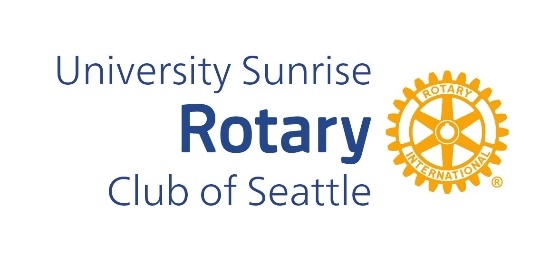 University Sunrise
Rotary
Club of Seattle
ROTARY
INTERNATIONAL
®